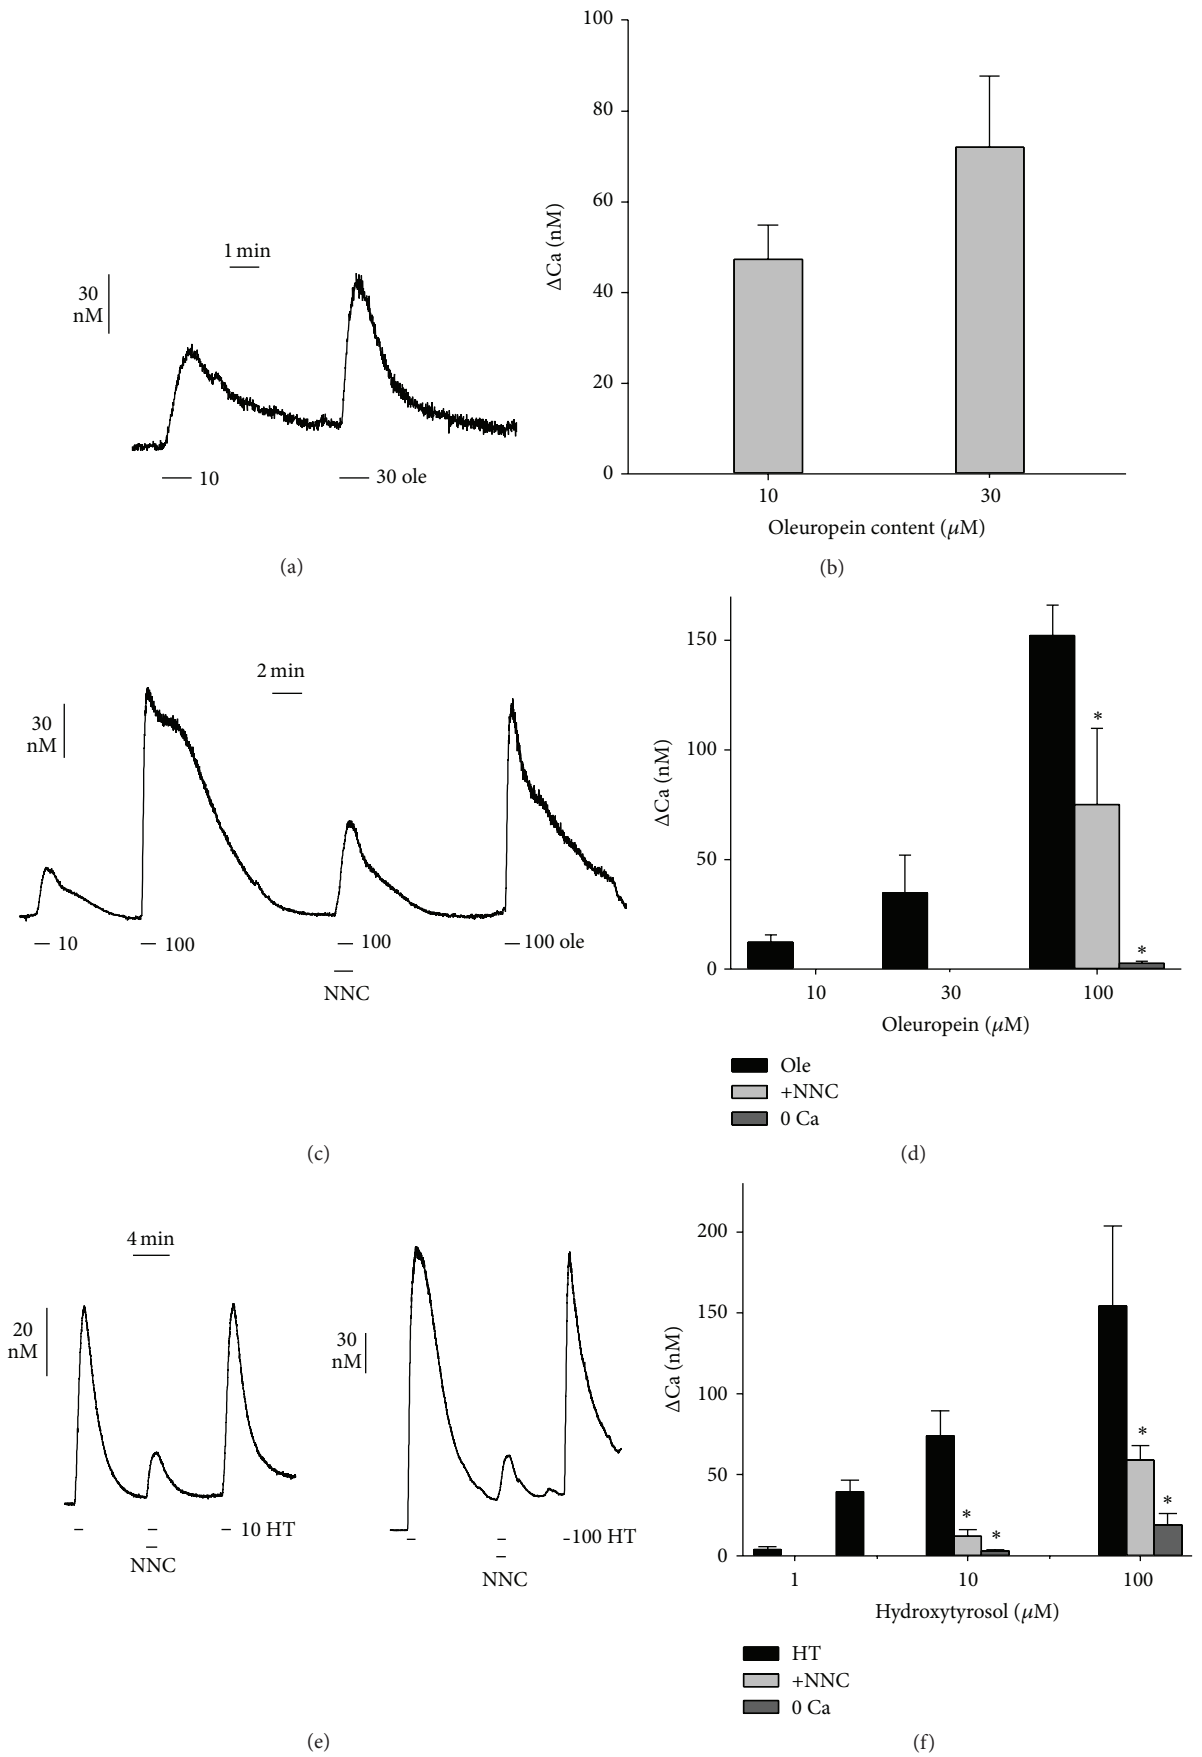 1 min
30
nM
10
30 ole
(a)
100
80
60
40
20
0
ΔCa (nM)
10
30
Oleuropein content (μM)
(b)
2 min
30
nM
10
100
100
100 ole
NNC
(c)
150
100
50
0
ΔCa (nM)
*
*
10
30
100
Oleuropein (μM)
Ole
+NNC
0 Ca
(d)
4 min
20
nM
10 HT
NNC
30
nM
100 HT
NNC
(e)
200
150
100
50
0
ΔCa (nM)
*
*
*
*
1
10
100
Hydroxytyrosol (μM)
HT
+NNC
0 Ca
(f)